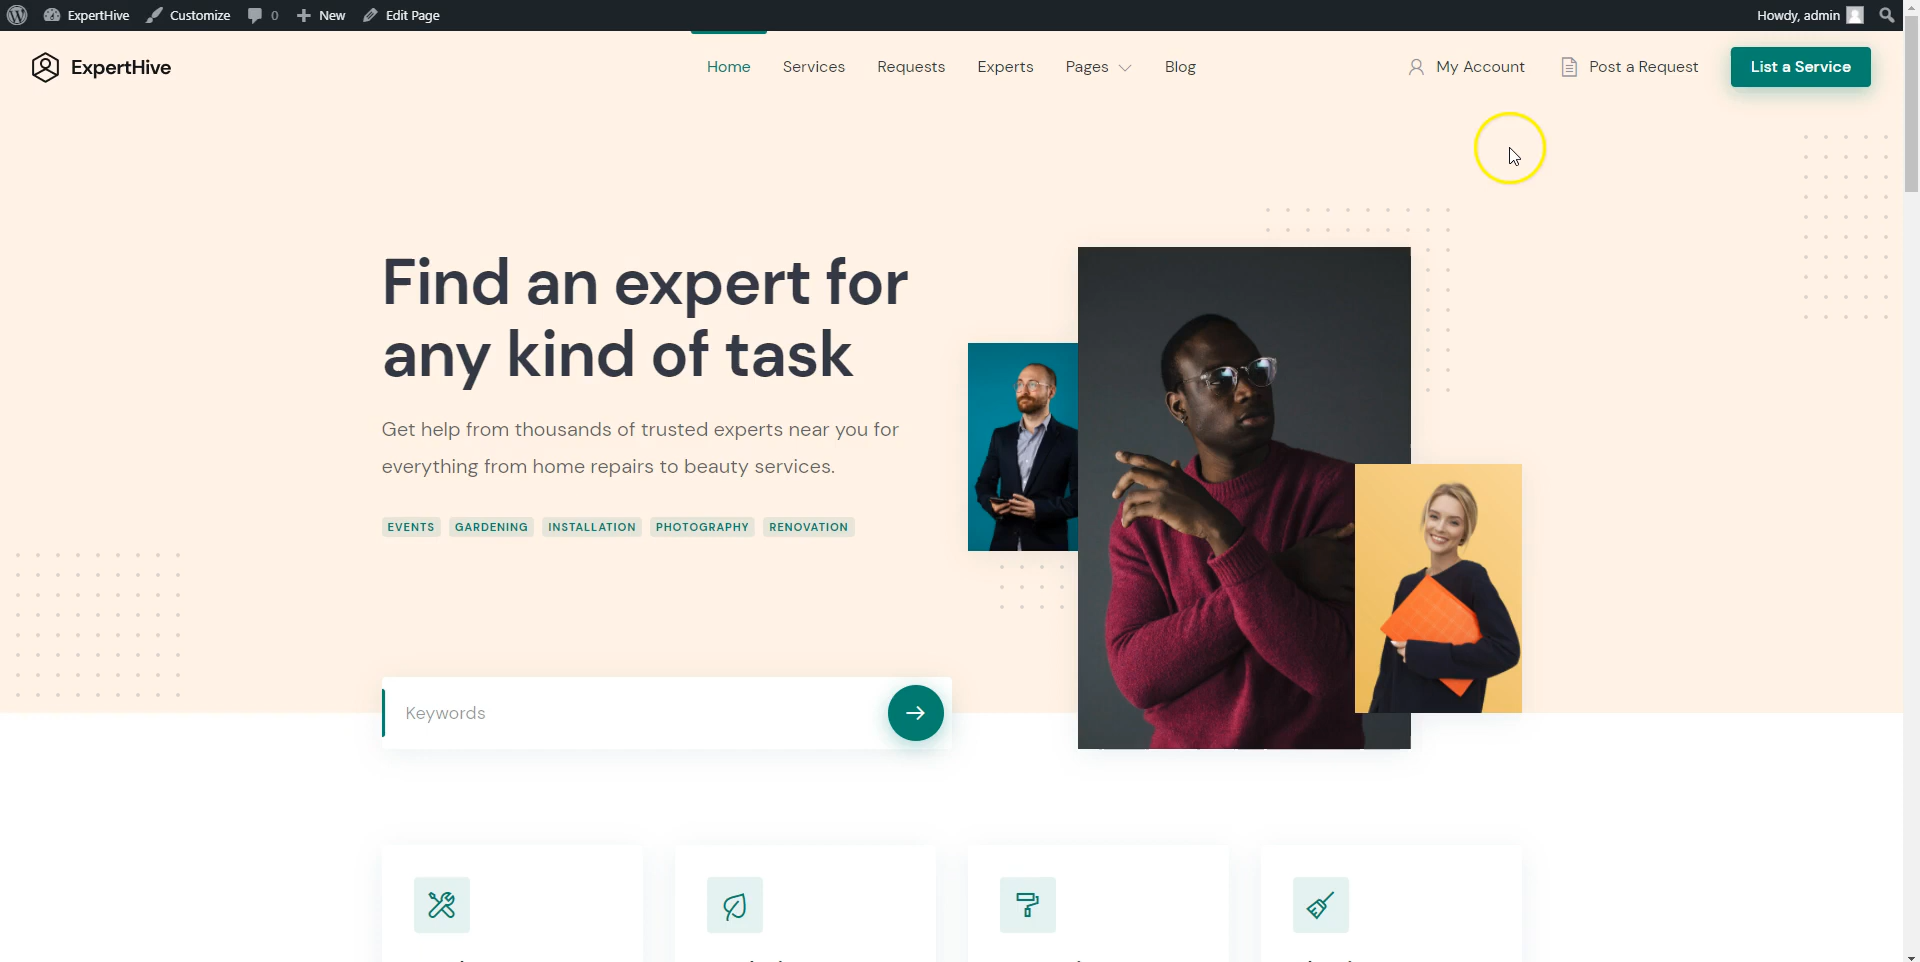 ExpertHive
Customize
0
New
Edit Page
Howdy, admin
ExpertHive
Home
Services
Requests
Experts
Pages
Blog
My Account
Post a Request
List a Service
Find an expert for
any kind of task
Get help from thousands of trusted experts near you for
everything from home repairs to beauty services.
EVENTS
GARDENING
INSTALLATION
PHOTOGRAPHY
RENOVATION
Keywords